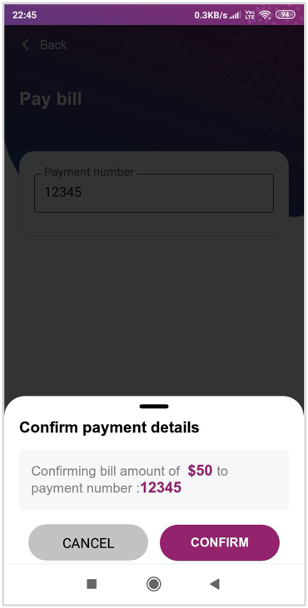 22:45 0.3KB/s Vo) LTE 94
Back
Pay bill
Payment number
12345
Confirm payment details
Confirming bill amount of $50 to
payment number :12345
CANCEL CONFIRM